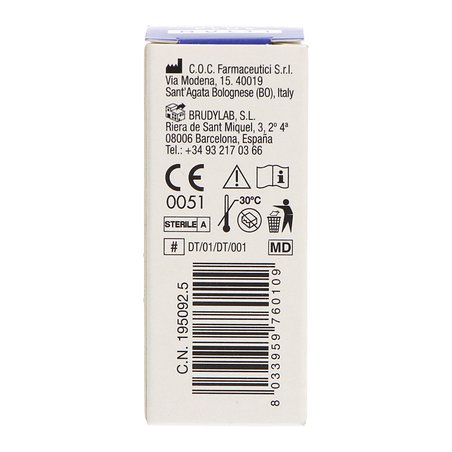 C.O.C. Farmaceutici S.r.l.
Via Modena, 15. 40019
Sant'Agata Bolognese (BO), Italy
BRUDYLAB, S.L.
Riera de Sant Miquel, 3, 2º 4ª
08006 Barcelona, España
Tel.: +34 93 217 03 66
CE
0051
30°C
STERILE A
# DT/01/DT/001 MD
C.N. 195092.5
8 033959 760109